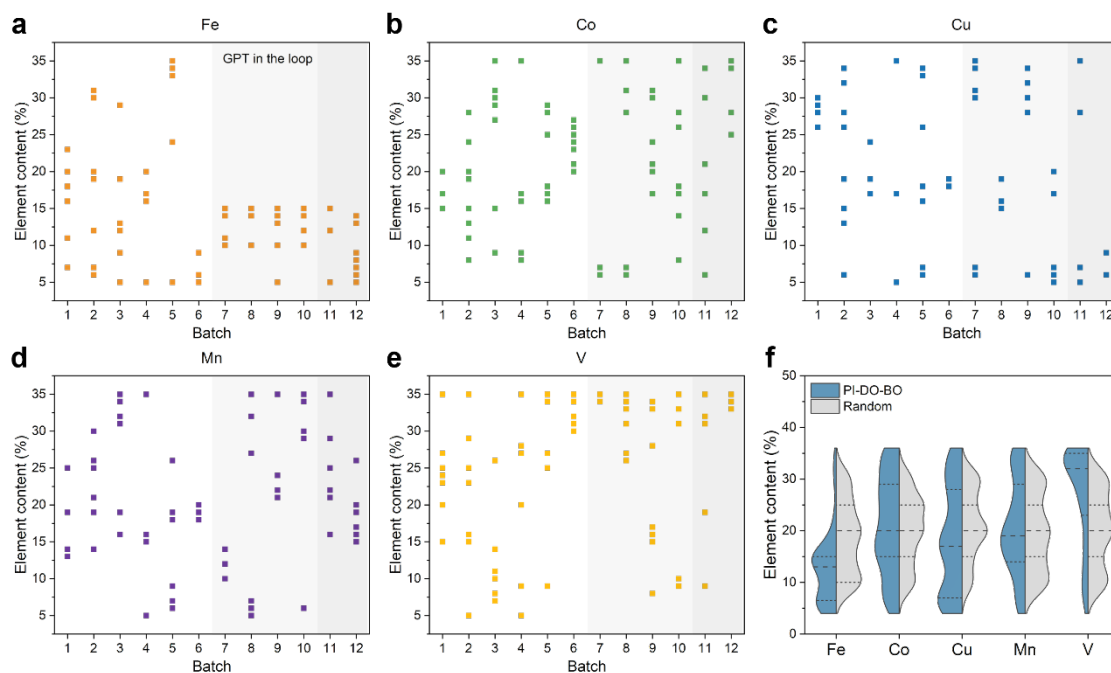 a
Fe
GPT in the loop
Element content (%)
35
30
25
20
15
10
5
1 2 3 4 5 6 7 8 9 10 11 12
Batch
b
Co
Element content (%)
35
30
25
20
15
10
5
1 2 3 4 5 6 7 8 9 10 11 12
Batch
c
Cu
Element content (%)
35
30
25
20
15
10
5
1 2 3 4 5 6 7 8 9 10 11 12
Batch
d
Mn
Element content (%)
35
30
25
20
15
10
5
1 2 3 4 5 6 7 8 9 10 11 12
Batch
e
V
Element content (%)
35
30
25
20
15
10
5
1 2 3 4 5 6 7 8 9 10 11 12
Batch
f
PI-DO-BO
Random
Element content (%)
50
40
30
20
10
0
Fe Co Cu Mn V